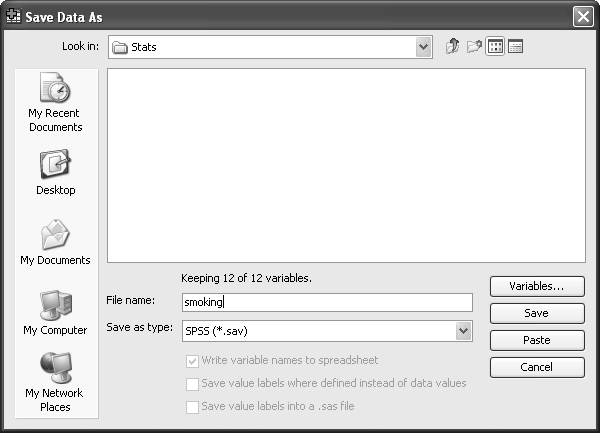 Save Data As
Look in:
Stats
My Recent
Documents
Desktop
My Documents
My Computer
My Network
Places
Keeping 12 of 12 variables.
File name:
smoking
Save as type:
SPSS (*.sav)
Write variable names to spreadsheet
Save value labels where defined instead of data values
Save value labels into a .sas file
Variables...
Save
Paste
Cancel